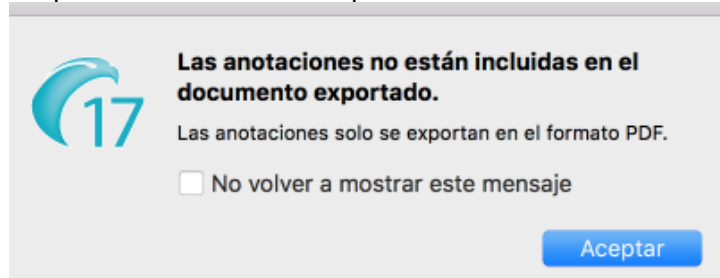 17
Las anotaciones no están incluidas en el
documento exportado.
Las anotaciones solo se exportan en el formato PDF.
No volver a mostrar este mensaje
Aceptar